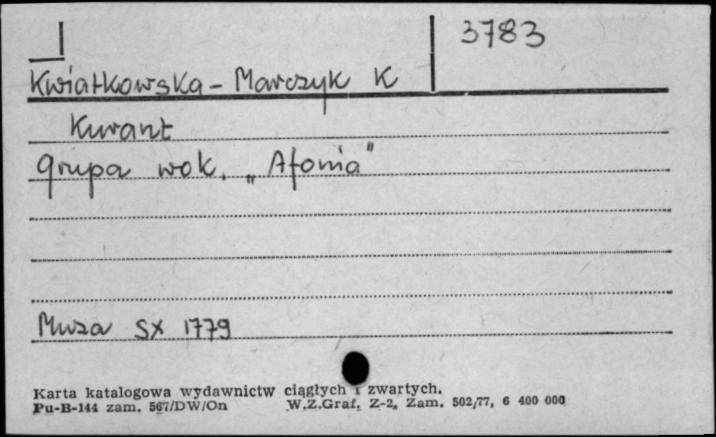 3783
Kwiatkowska-Marczyk K
Kurant
grupa wok. „Afonia”
Muza SX 1779
Karta katalogowa wydawnictw ciągłych i zwartych.
Pu-B-144 zam. 567/DW/On W.Z.Graf. Z-2, Zam. 502/77, 6 400 000